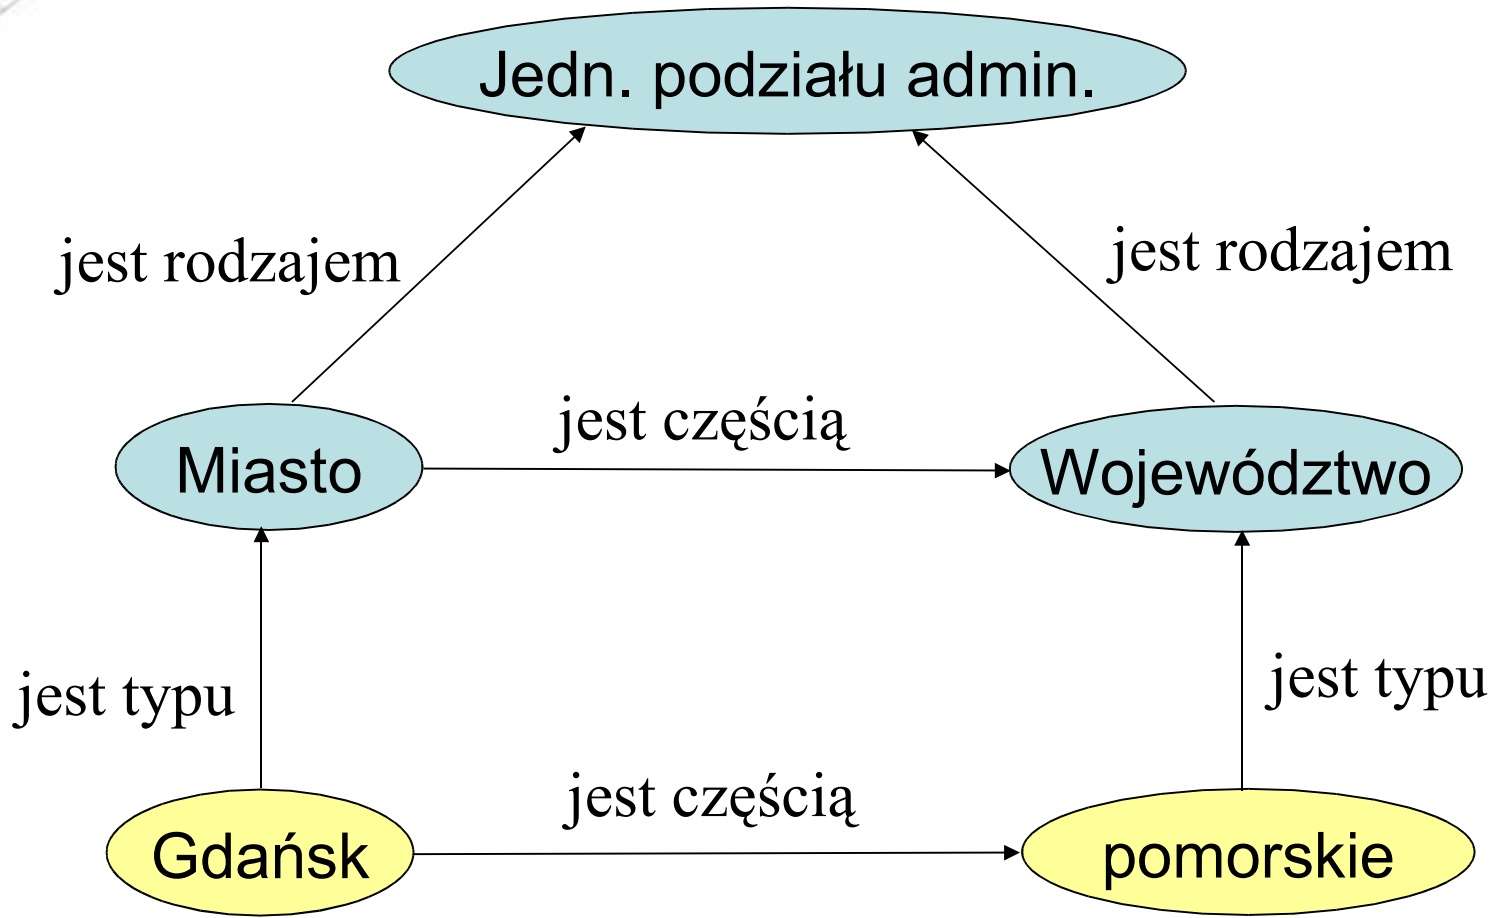 Jedn. podziału admin.
jest rodzajem
jest rodzajem
jest częścią
Miasto
Województwo
jest typu
jest typu
jest częścią
Gdańsk
pomorskie